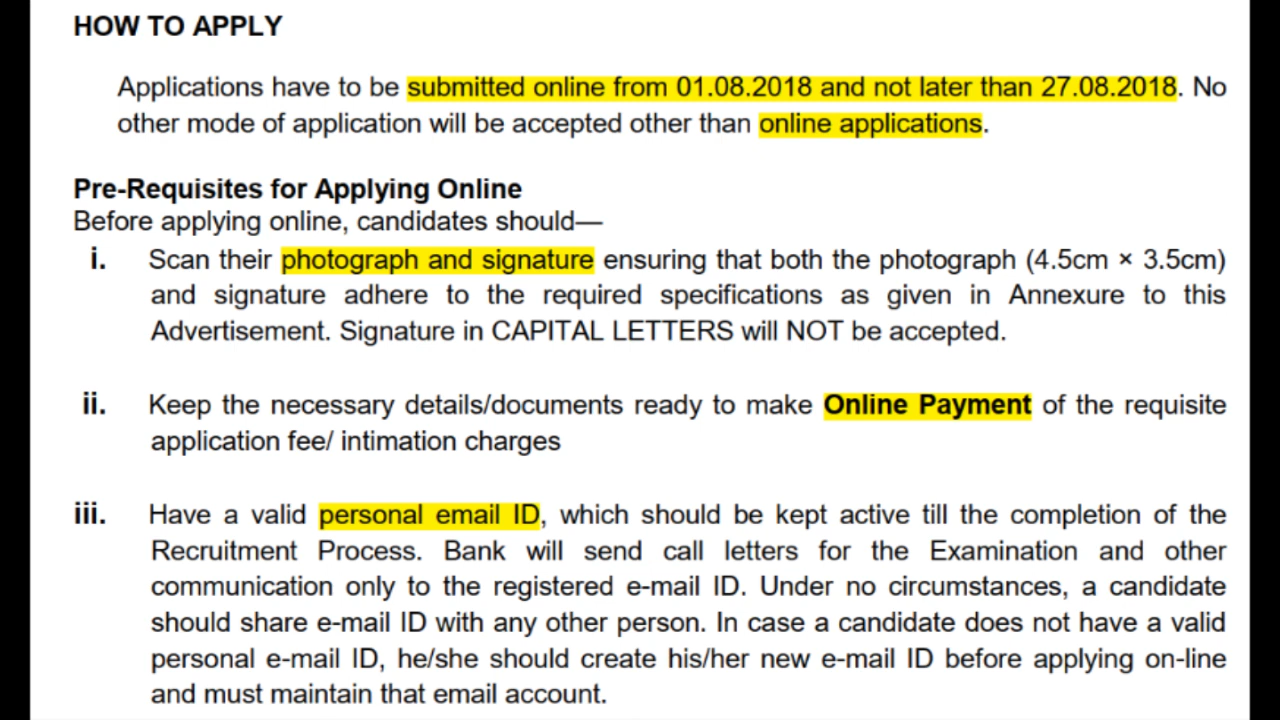 HOW TO APPLY
Applications have to be submitted online from 01.08.2018 and not later than 27.08.2018. No
other mode of application will be accepted other than online applications.
Pre-Requisites for Applying Online
Before applying online, candidates should—
i. Scan their photograph and signature ensuring that both the photograph (4.5cm × 3.5cm)
and signature adhere to the required specifications as given in Annexure to this
Advertisement. Signature in CAPITAL LETTERS will NOT be accepted.
ii. Keep the necessary details/documents ready to make Online Payment of the requisite
application fee/ intimation charges
iii. Have a valid personal email ID, which should be kept active till the completion of the
Recruitment Process. Bank will send call letters for the Examination and other
communication only to the registered e-mail ID. Under no circumstances, a candidate
should share e-mail ID with any other person. In case a candidate does not have a valid
personal e-mail ID, he/she should create his/her new e-mail ID before applying on-line
and must maintain that email account.